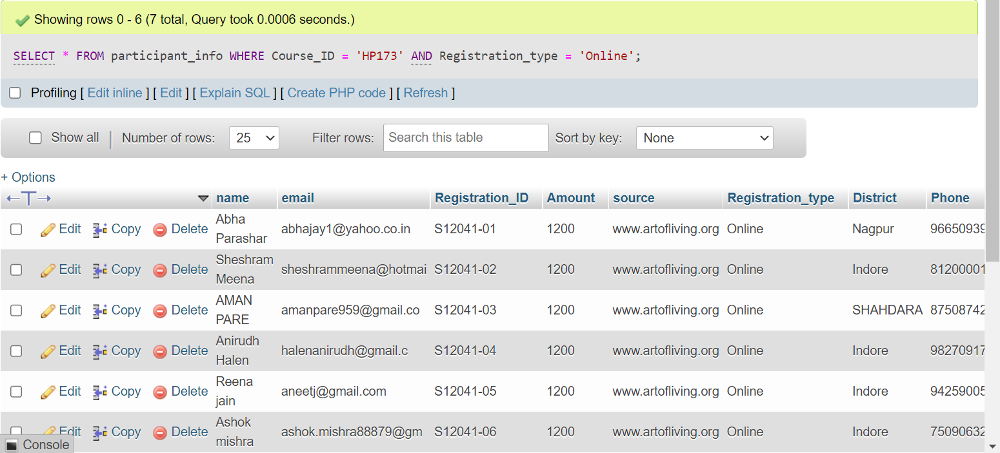 Showing rows 0 - 6 (7 total, Query took 0.0006 seconds.)
SELECT * FROM participant_info WHERE Course_ID = 'HP173' AND Registration_type = 'Online';
Profiling [ Edit inline ] [ Edit ] [ Explain SQL ] [ Create PHP code ] [ Refresh ]
Show all Number of rows: 25 Filter rows: Search this table Sort by key: None
+ Options
name email Registration_ID Amount source Registration_type District Phone
Edit Copy Delete Abha Parashar abhajay1@yahoo.co.in S12041-01 1200 www.artofliving.org Online Nagpur 96650939
Edit Copy Delete Sheshram Meena sheshrammeena@hotmai S12041-02 1200 www.artofliving.org Online Indore 81200001
Edit Copy Delete AMAN PARE amanpare959@gmail.co S12041-03 1200 www.artofliving.org Online SHAHDARA 87508742
Edit Copy Delete Anirudh Halen halenanirudh@gmail.c S12041-04 1200 www.artofliving.org Online Indore 98270917
Edit Copy Delete Reena jain aneetj@gmail.com S12041-05 1200 www.artofliving.org Online Indore 94259005
Edit Copy Delete Ashok mishra ashok.mishra88879@gm S12041-06 1200 www.artofliving.org Online Indore 75090632
Console